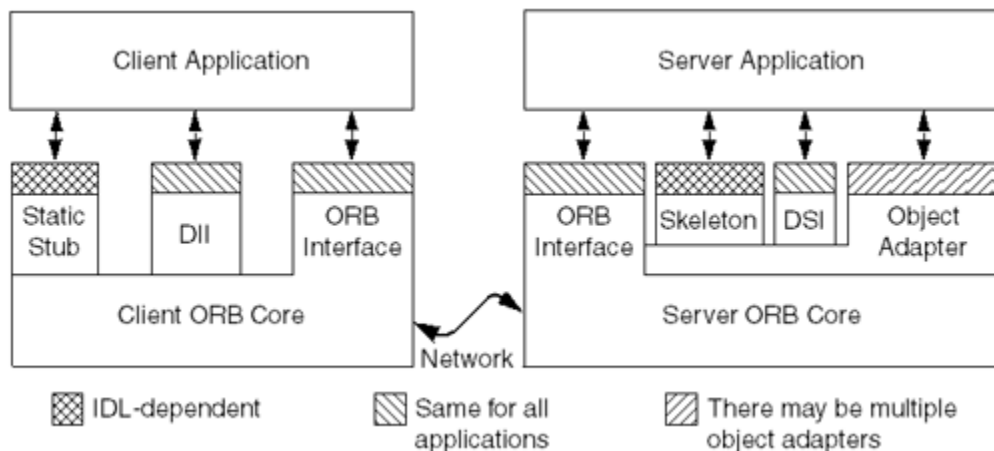 Client Application
Server Application
Static
Stub
DII
ORB
Interface
ORB
Interface
Skeleton
DSI
Object
Adapter
Client ORB Core
Network
Server ORB Core
IDL-dependent
Same for all
applications
There may be multiple
object adapters